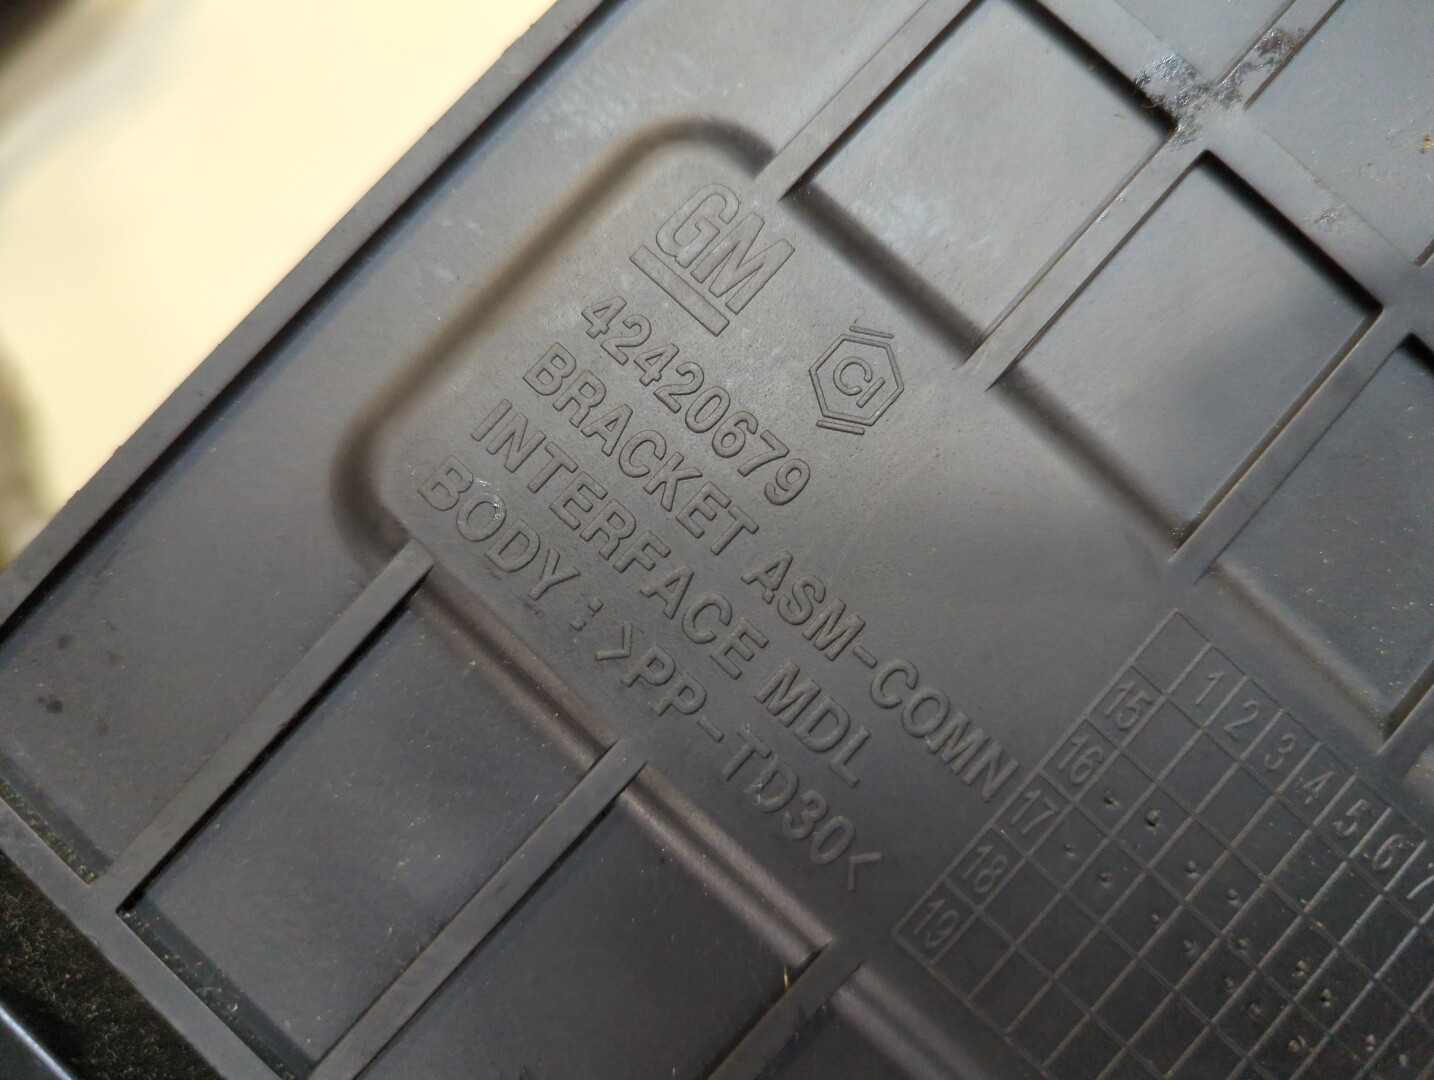 GM
CI
42420679
BRACKET ASM-COMN
INTERFACE MDL
BODY : >PP-TD30<
1 2 3 4 5 6 7
15
16
17
18
19